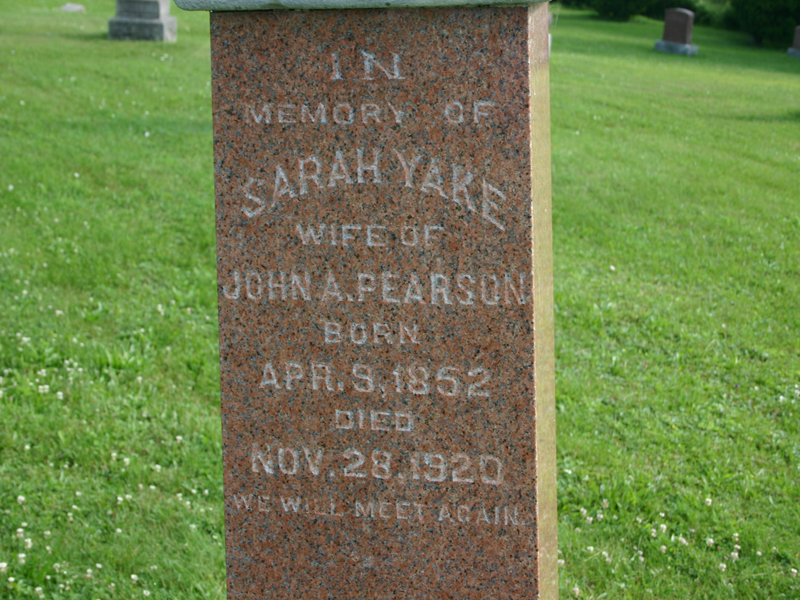 IN
MEMORY OF
SARAH YAKE
WIFE OF
JOHN A. PEARSON
BORN
APR. 9, 1852
DIED
NOV. 28, 1920
WE WILL MEET AGAIN.